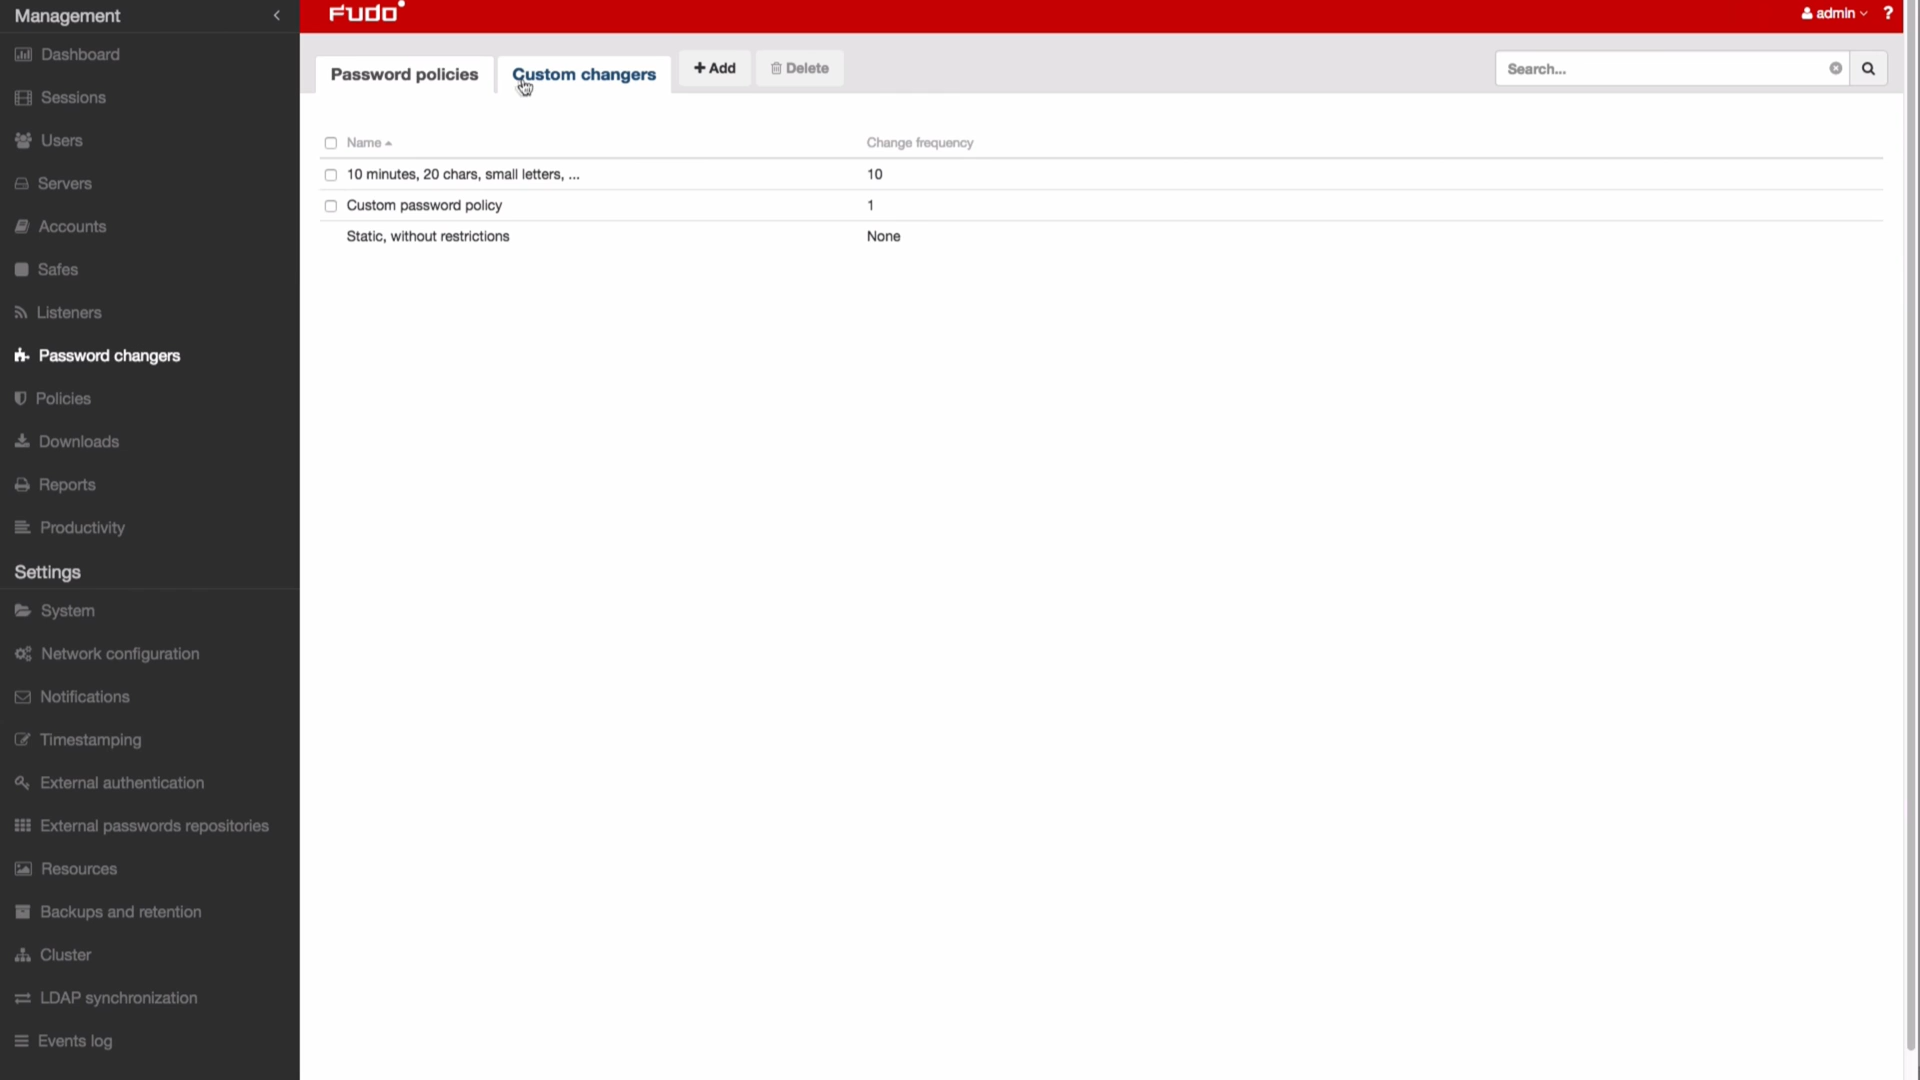 Management
FUDO
admin
?
Dashboard
Sessions
Users
Servers
Accounts
Safes
Listeners
Password changers
Policies
Downloads
Reports
Productivity
Settings
System
Network configuration
Notifications
Timestamping
External authentication
External passwords repositories
Resources
Backups and retention
Cluster
LDAP synchronization
Events log
Password policies Custom changers + Add Delete Search...
Name Change frequency
10 minutes, 20 chars, small letters, ... 10
Custom password policy 1
Static, without restrictions None